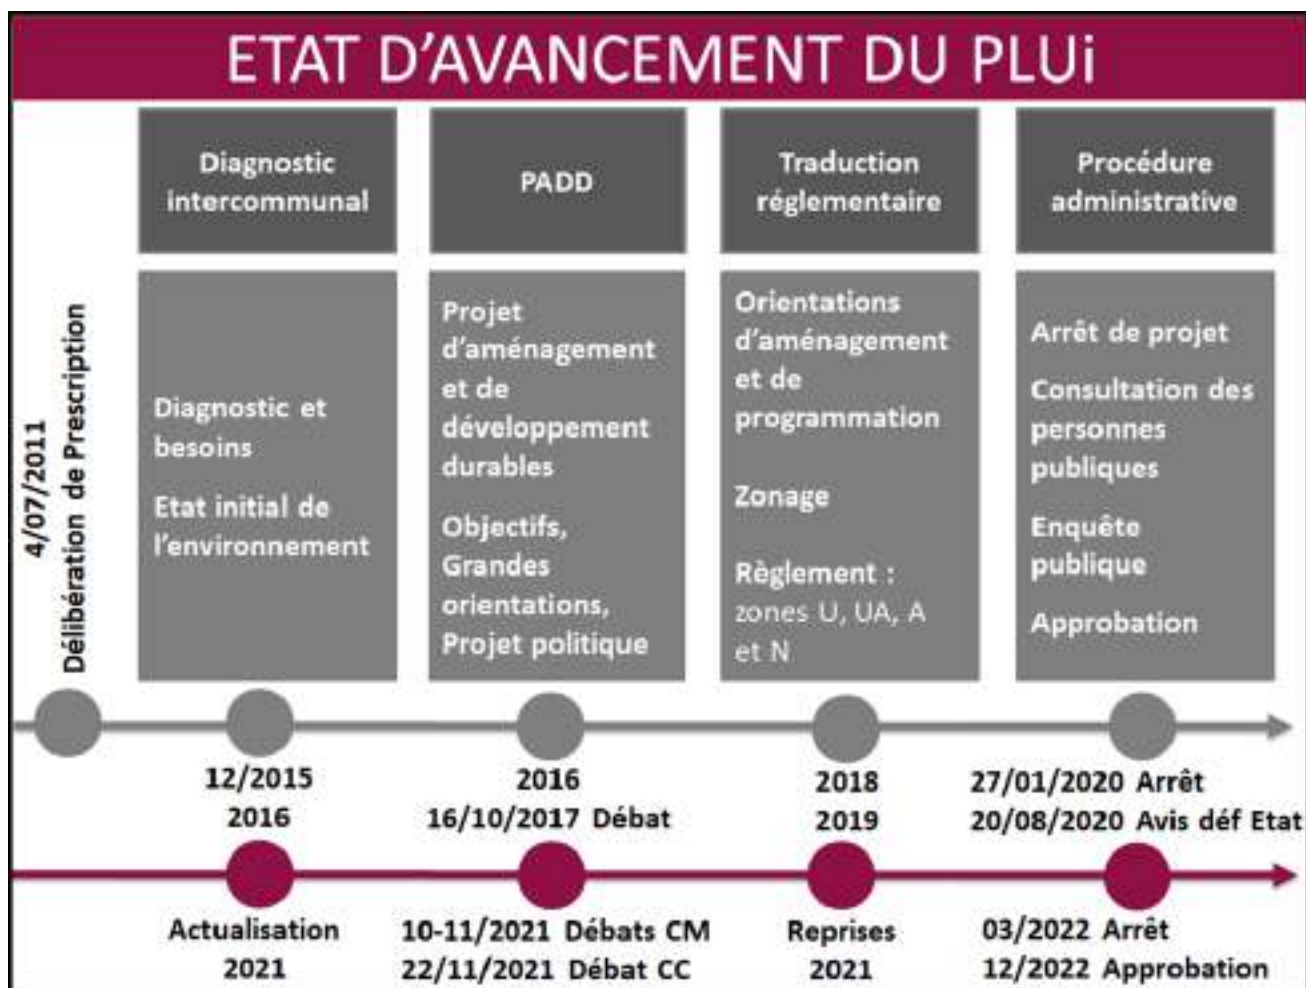 ETAT D'AVANCEMENT DU PLUi
4/07/2011
Délibération de Prescription
Diagnostic
intercommunal
Diagnostic et
besoins
Etat initial de
l'environnement
PADD
Projet
d'aménagement
et de
développement
durables
Objectifs,
Grandes
orientations,
Projet politique
Traduction
réglementaire
Orientations
d'aménagement
et de
programmation
Zonage
Règlement :
zones U, UA, A
et N
Procédure
administrative
Arrêt de projet
Consultation des
personnes
publiques
Enquête
publique
Approbation
12/2015
2016
2016
16/10/2017 Débat
2018
2019
27/01/2020 Arrêt
20/08/2020 Avis déf Etat
Actualisation
2021
10-11/2021 Débats CM
22/11/2021 Débat CC
Reprises
2021
03/2022 Arrêt
12/2022 Approbation